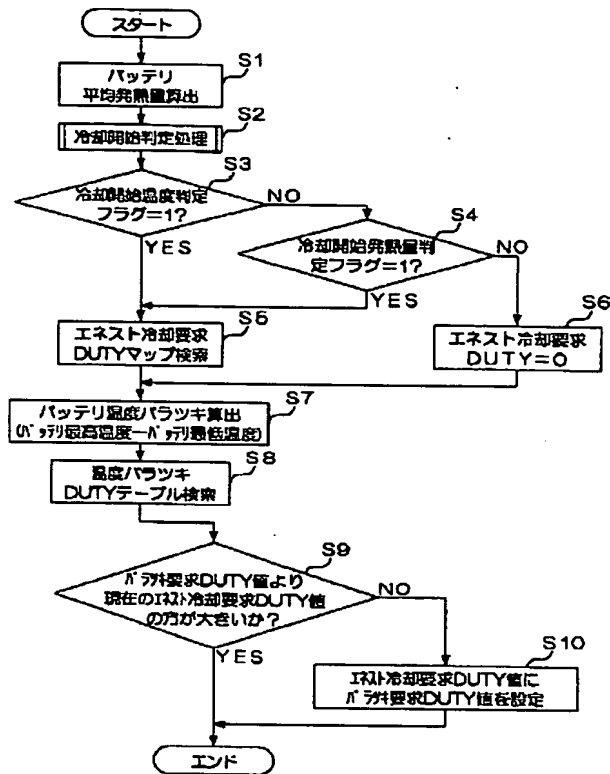 スタート
S1
バッテリ
平均発熱量算出
S2
冷却開始判定処理
S3
冷却開始温度判定
フラグ=1?
NO
S4
YES
冷却開始発熱量判
定フラグ=1?
NO
YES
S5
エネスト冷却要求
DUTYマップ検索
S6
エネスト冷却要求
DUTY=0
S7
バッテリ温度バラツキ算出
(バッテリ最高温度ーバッテリ最低温度)
S8
温度バラツキ
DUTYテーブル検索
S9
バラツキ要求DUTY値より
現在のエネスト冷却要求DUTY値
の方が大きいか?
NO
YES
S10
エネスト冷却要求DUTY値に
バラツキ要求DUTY値を設定
エンド